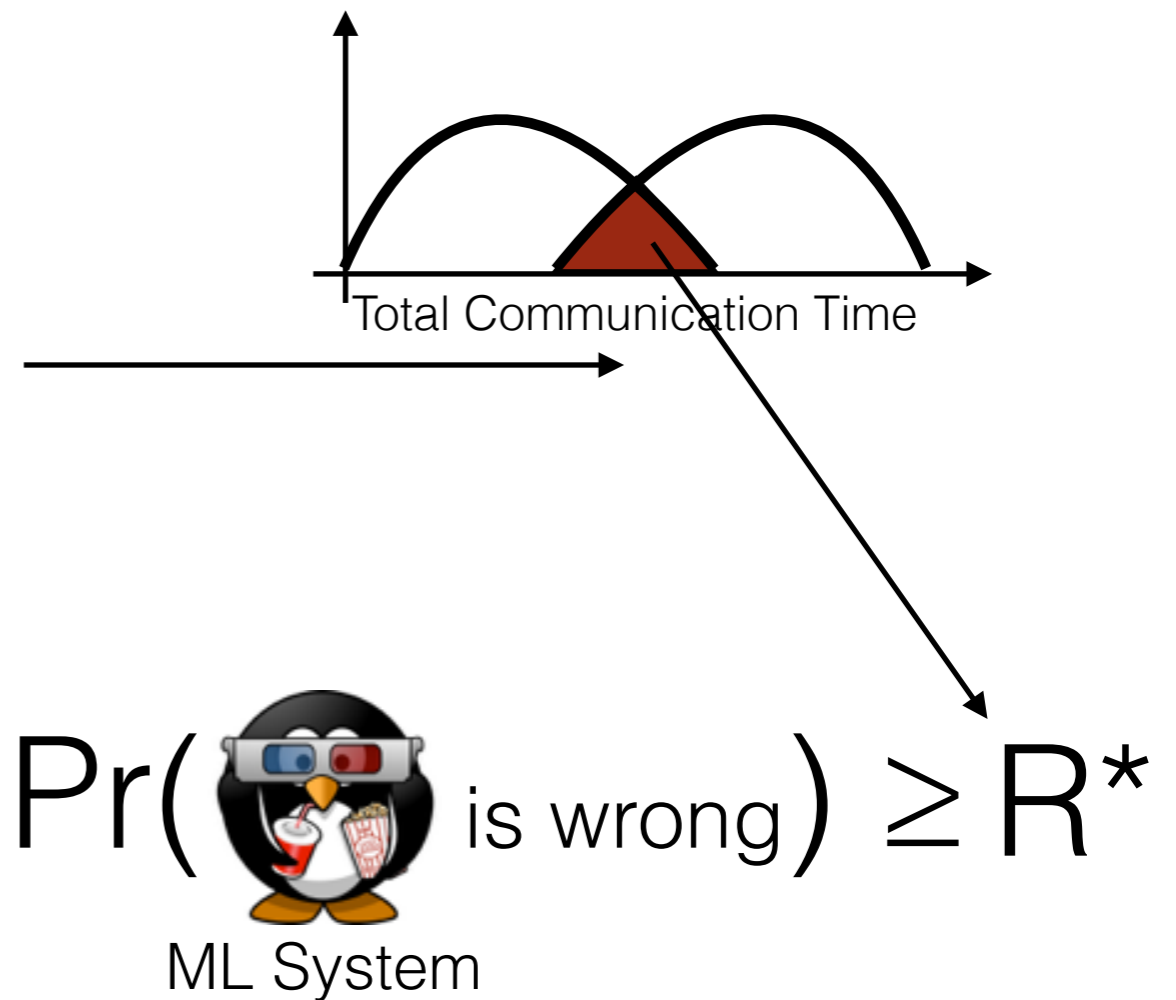 Total Communication Time
Pr( is wrong) ≥ R*
ML System